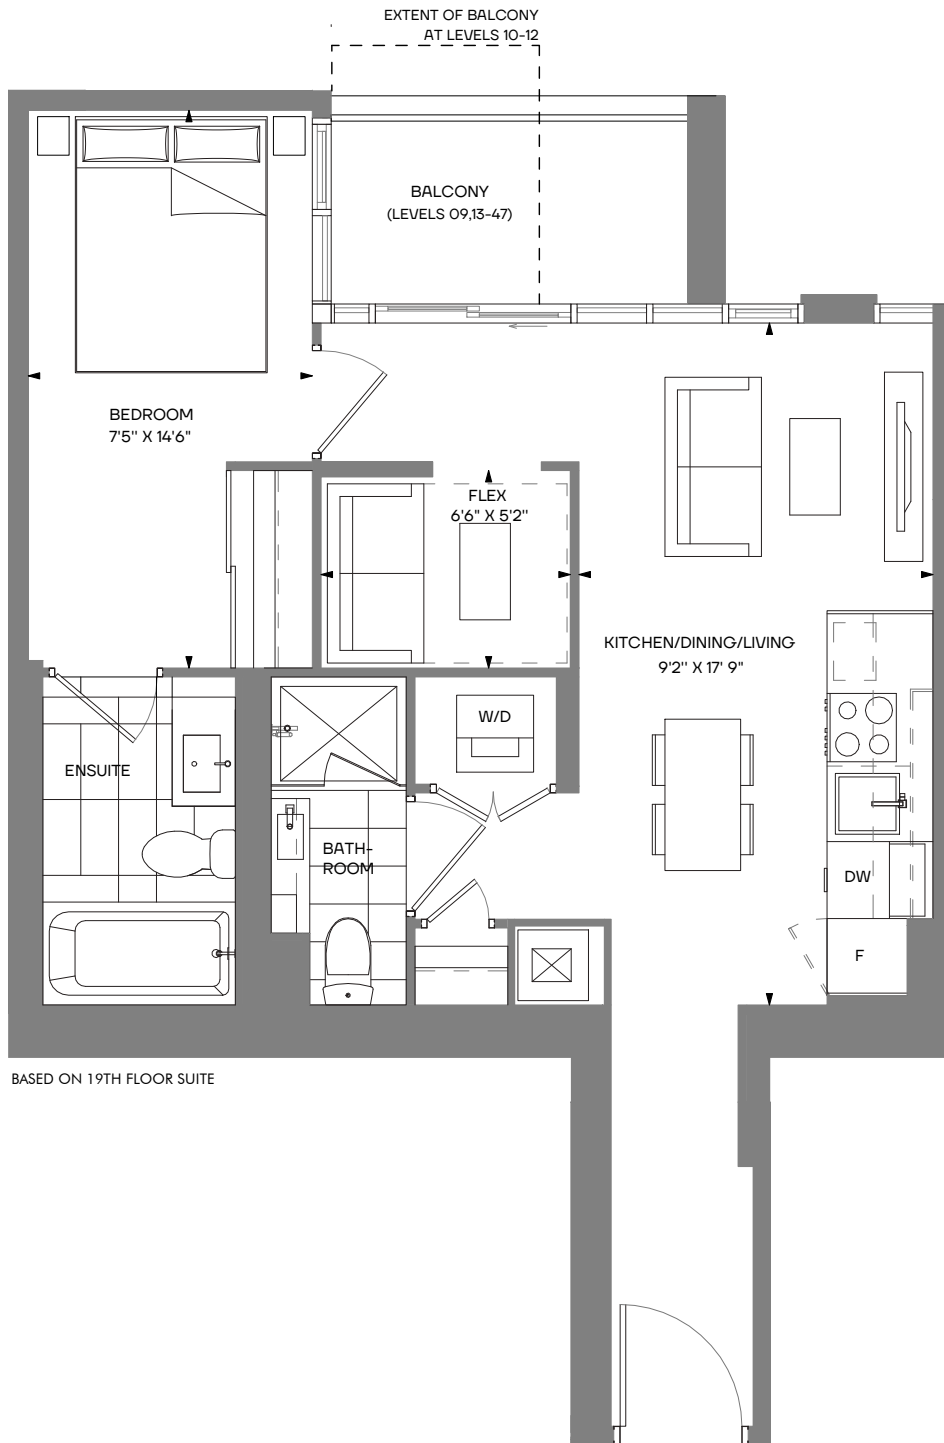 EXTENT OF BALCONY
AT LEVELS 10-12
BALCONY
(LEVELS 09,13-47)
BEDROOM
7'5" X 14'6"
FLEX
6'6" X 5'2"
KITCHEN/DINING/LIVING
9'2" X 17' 9"
W/D
ENSUITE
BATH-
ROOM
DW
F
BASED ON 19TH FLOOR SUITE